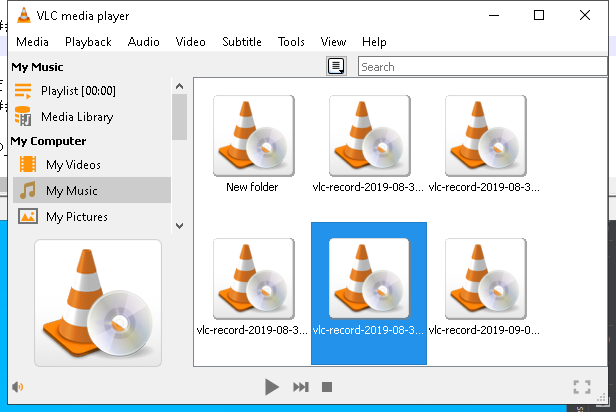 VLC media player
Media Playback Audio Video Subtitle Tools View Help
My Music
Search
Playlist [00:00]
Media Library
My Computer
My Videos
My Music
My Pictures
New folder
vlc-record-2019-08-3...
vlc-record-2019-08-3...
vlc-record-2019-08-3...
vlc-record-2019-08-3...
vlc-record-2019-09-0...